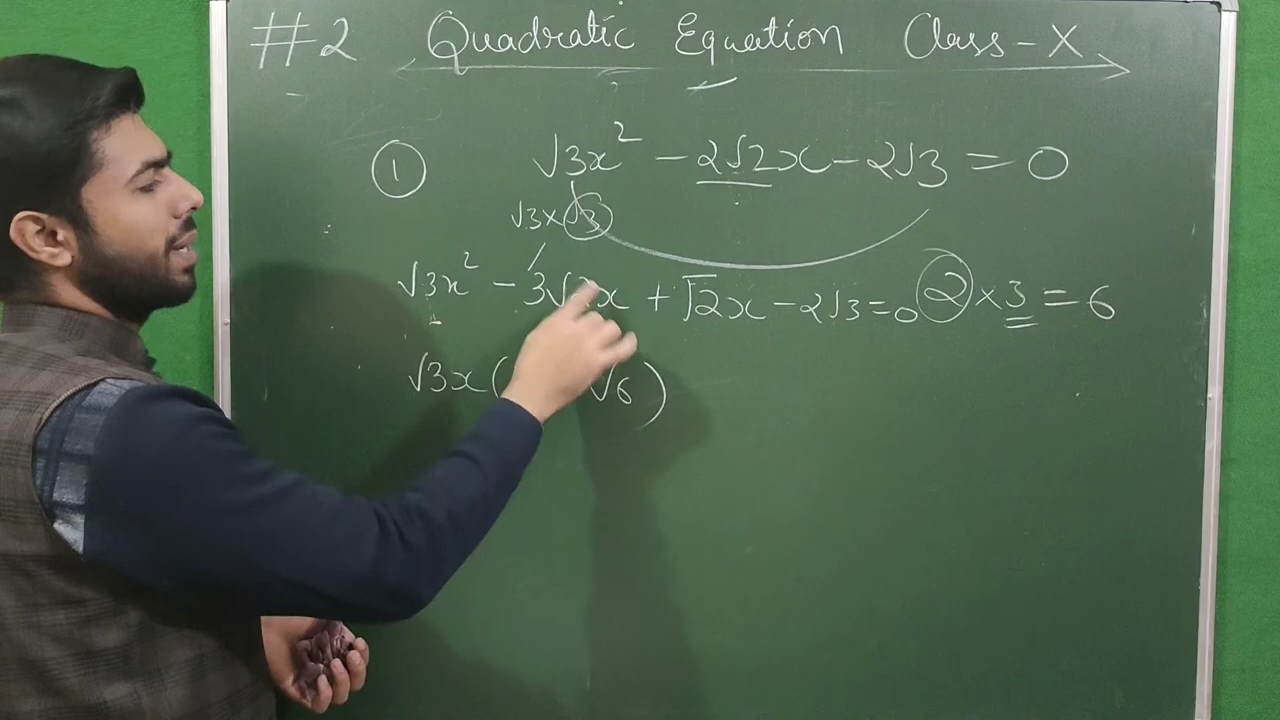 #2 Quadratic Equation Class - X
① √3x² - 2√2x - 2√3 = 0
√3×√3
√3x² - 3√2x + √2x - 2√3 = 0 2 × 3 = 6
√3x( √6 )